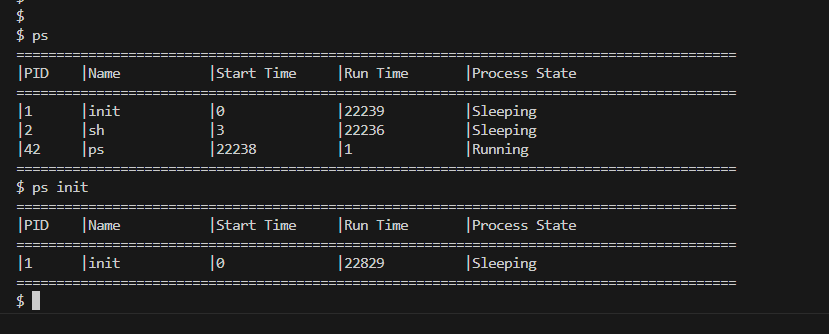 $
$ ps
==========================================================================================
|PID    |Name           |Start Time     |Run Time       |Process State
==========================================================================================
|1      |init           |0              |22239          |Sleeping
|2      |sh             |3              |22236          |Sleeping
|42     |ps             |22238          |1              |Running
==========================================================================================
$ ps init
==========================================================================================
|PID    |Name           |Start Time     |Run Time       |Process State
==========================================================================================
|1      |init           |0              |22829          |Sleeping
==========================================================================================
$